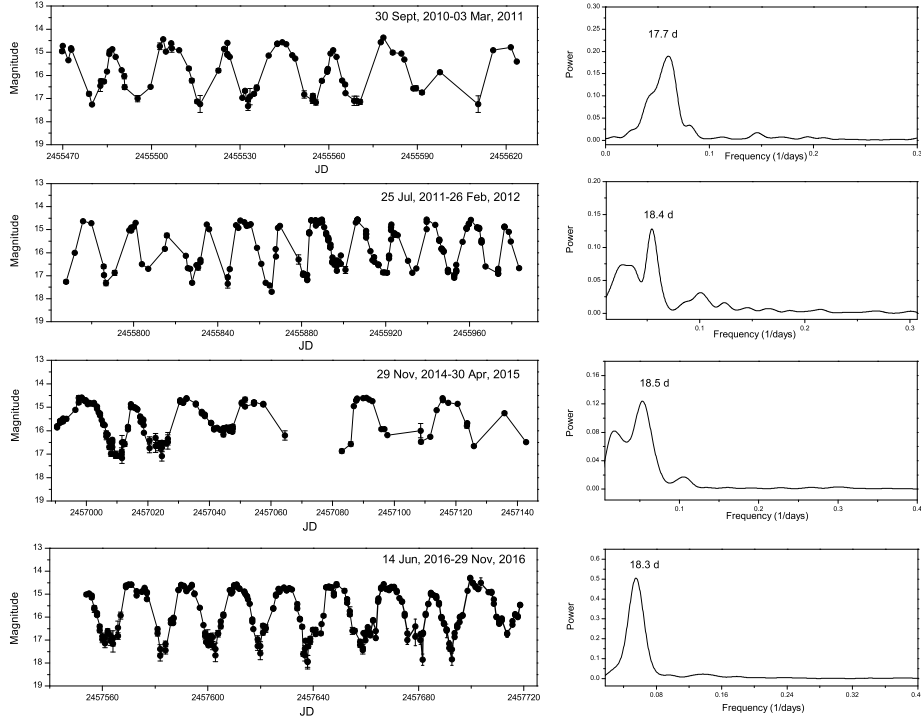 30 Sept, 2010-03 Mar, 2011
Magnitude
13
14
15
16
17
18
19
2455470 2455500 2455530 2455560 2455590 2455620
JD
17.7 d
Power
0.30
0.25
0.20
0.15
0.10
0.05
0.00
0.0 0.1 0.2 0.3
Frequency (1/days)
25 Jul, 2011-26 Feb, 2012
Magnitude
13
14
15
16
17
18
19
2455800 2455840 2455880 2455920 2455960
JD
18.4 d
Power
0.20
0.15
0.10
0.05
0.00
0.1 0.2 0.3
Frequency (1/days)
29 Nov, 2014-30 Apr, 2015
Magnitude
13
14
15
16
17
18
19
2457000 2457020 2457040 2457060 2457080 2457100 2457120 2457140
JD
18.5 d
Power
0.16
0.12
0.08
0.04
0.00
0.1 0.2 0.3 0.4
Frequency (1/days)
14 Jun, 2016-29 Nov, 2016
Magnitude
13
14
15
16
17
18
19
2457560 2457600 2457640 2457680 2457720
JD
18.3 d
Power
0.6
0.5
0.4
0.3
0.2
0.1
0.0
0.08 0.16 0.24 0.32 0.40
Frequency (1/days)